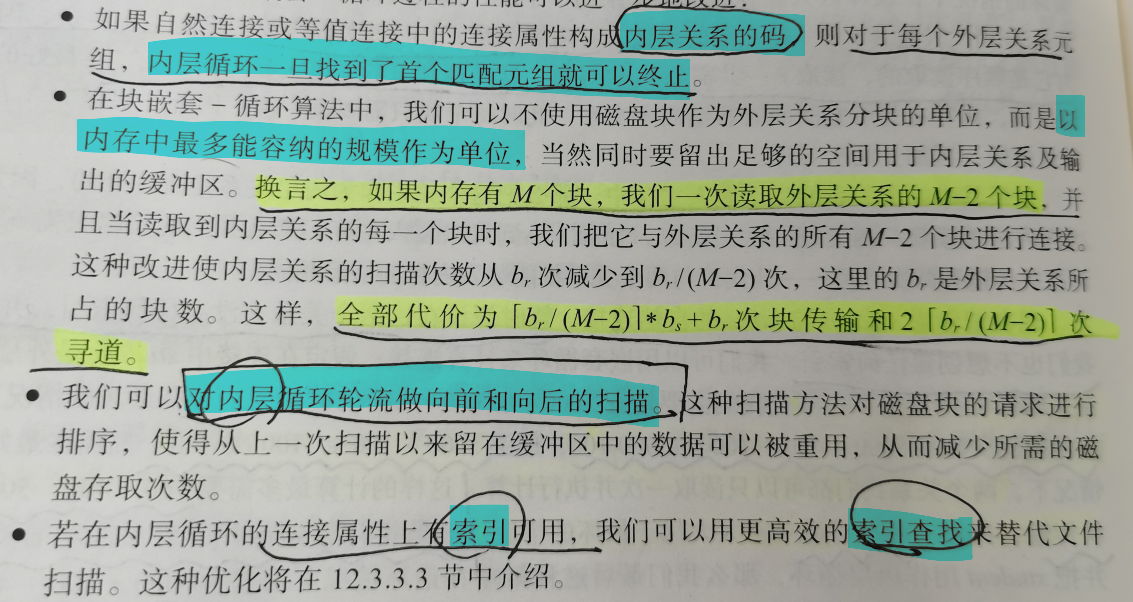 • 如果自然连接或等值连接中的连接属性构成内层关系的码，则对于每个外层关系元
组，内层循环一旦找到了首个匹配元组就可以终止。
• 在块嵌套-循环算法中，我们可以不使用磁盘块作为外层关系分块的单位，而是以
内存中最多能容纳的规模作为单位，当然同时要留出足够的空间用于内层关系及输
出的缓冲区。换言之，如果内存有 M 个块，我们一次读取外层关系的 M-2 个块，并
且当读取到内层关系的每一个块时，我们把它与外层关系的所有 M-2 个块进行连接。
这种改进使内层关系的扫描次数从 br 次减少到 br/(M-2) 次，这里的 br 是外层关系所
占的块数。这样，全部代价为⌈br/(M-2)⌉*bs+br 次块传输和2⌈br/(M-2)⌉次
寻道。
• 我们可以对内层循环轮流做向前和向后的扫描。这种扫描方法对磁盘块的请求进行
排序，使得从上一次扫描以来留在缓冲区中的数据可以被重用，从而减少所需的磁
盘存取次数。
• 若在内层循环的连接属性上有索引可用，我们可以用更高效的索引查找来替代文件
扫描。这种优化将在 12.3.3.3 节中介绍。